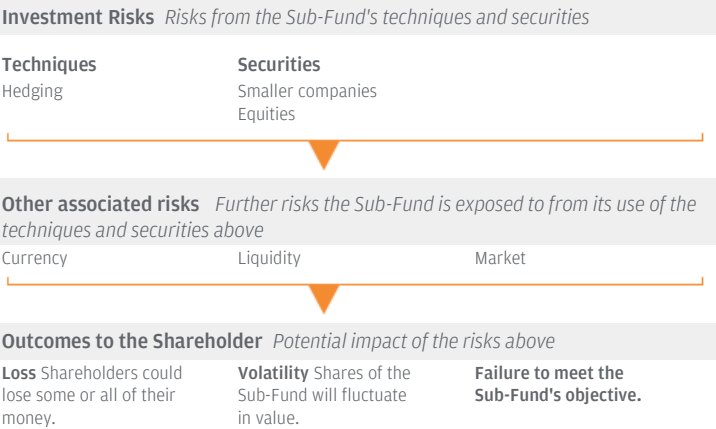 Investment Risks Risks from the Sub-Fund's techniques and securities
Techniques
Hedging
Securities
Smaller companies
Equities
Other associated risks Further risks the Sub-Fund is exposed to from its use of the
techniques and securities above
Currency
Liquidity
Market
Outcomes to the Shareholder Potential impact of the risks above
Loss Shareholders could
lose some or all of their
money.
Volatility Shares of the
Sub-Fund will fluctuate
in value.
Failure to meet the
Sub-Fund's objective.